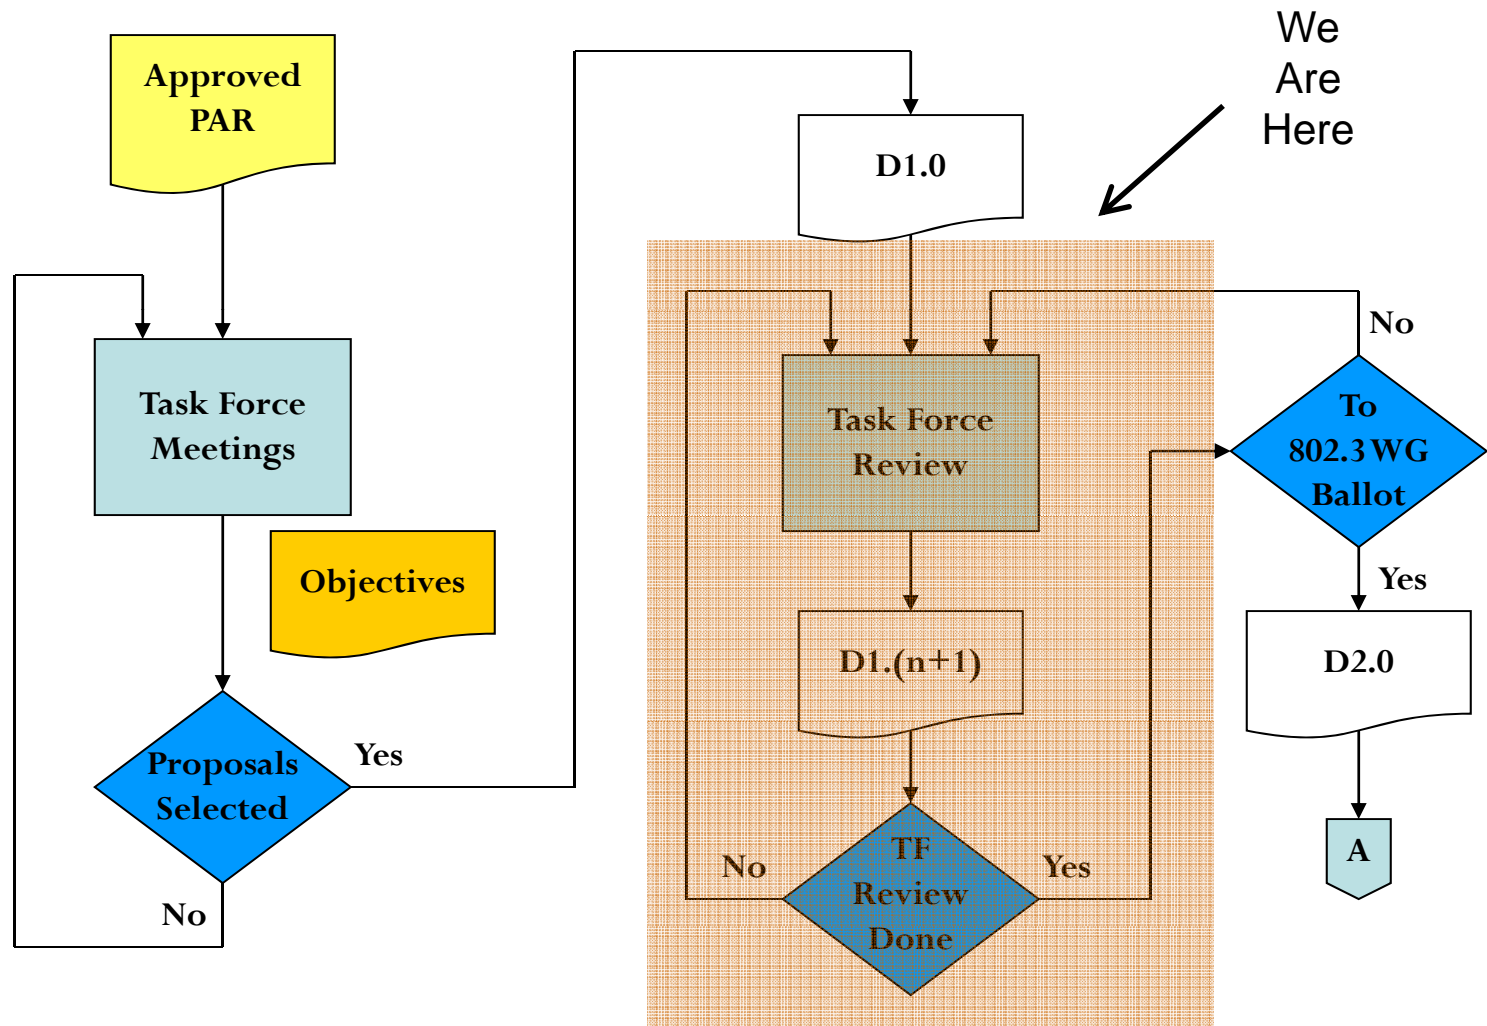 Approved
PAR
Task Force
Meetings
Objectives
Proposals
Selected
Yes
No
D1.0
We
Are
Here
Task Force
Review
D1.(n+1)
TF
Review
Done
No
Yes
To
802.3 WG
Ballot
No
Yes
D2.0
A